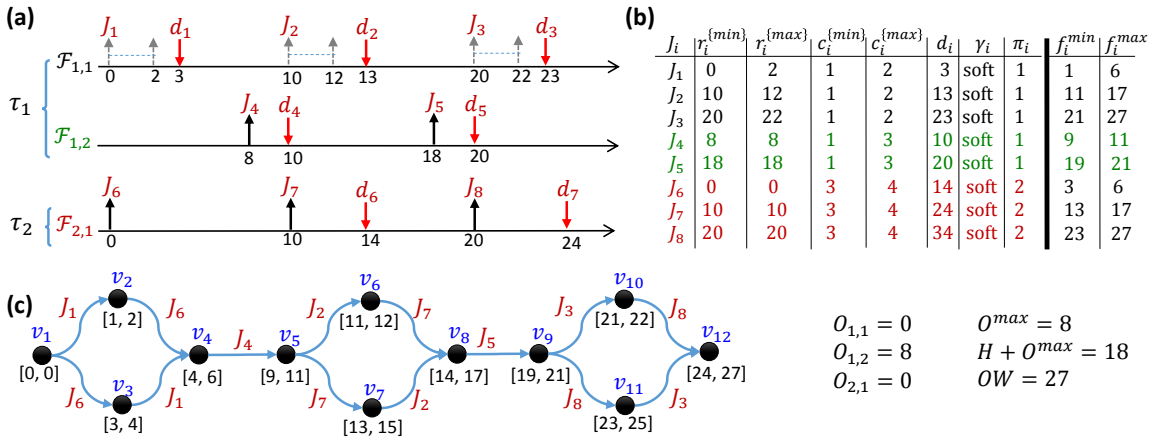 (a)
J₁ d₁ J₂ d₂ J₃ d₃
ℱ₁,₁
0 2 3 10 12 13 20 22 23
τ₁
J₄ d₄ J₅ d₅
ℱ₁,₂
8 10 18 20
J₆ J₇ d₆ J₈ d₇
τ₂ ℱ₂,₁
0 10 14 20 24
(b)
Jᵢ rᵢ^{min} rᵢ^{max} cᵢ^{min} cᵢ^{max} dᵢ γᵢ πᵢ fᵢ^min fᵢ^max
J₁ 0 2 1 2 3 soft 1 1 6
J₂ 10 12 1 2 13 soft 1 11 17
J₃ 20 22 1 2 23 soft 1 21 27
J₄ 8 8 1 3 10 soft 1 9 11
J₅ 18 18 1 3 20 soft 1 19 21
J₆ 0 0 3 4 14 soft 2 3 6
J₇ 10 10 3 4 24 soft 2 13 17
J₈ 20 20 3 4 34 soft 2 23 27
(c)
v₂ v₆ v₁₀
J₁ J₆ J₂ J₇ J₃ J₈
[1, 2] [11, 12] [21, 22]
v₁ v₄ J₄ v₅ v₈ J₅ v₉ v₁₂
[0, 0] [4, 6] [9, 11] [14, 17] [19, 21] [24, 27]
v₃ v₇ v₁₁
J₆ J₁ J₇ J₂ J₈ J₃
[3, 4] [13, 15] [23, 25]
O₁,₁ = 0 O^max = 8
O₁,₂ = 8 H + O^max = 18
O₂,₁ = 0 OW = 27